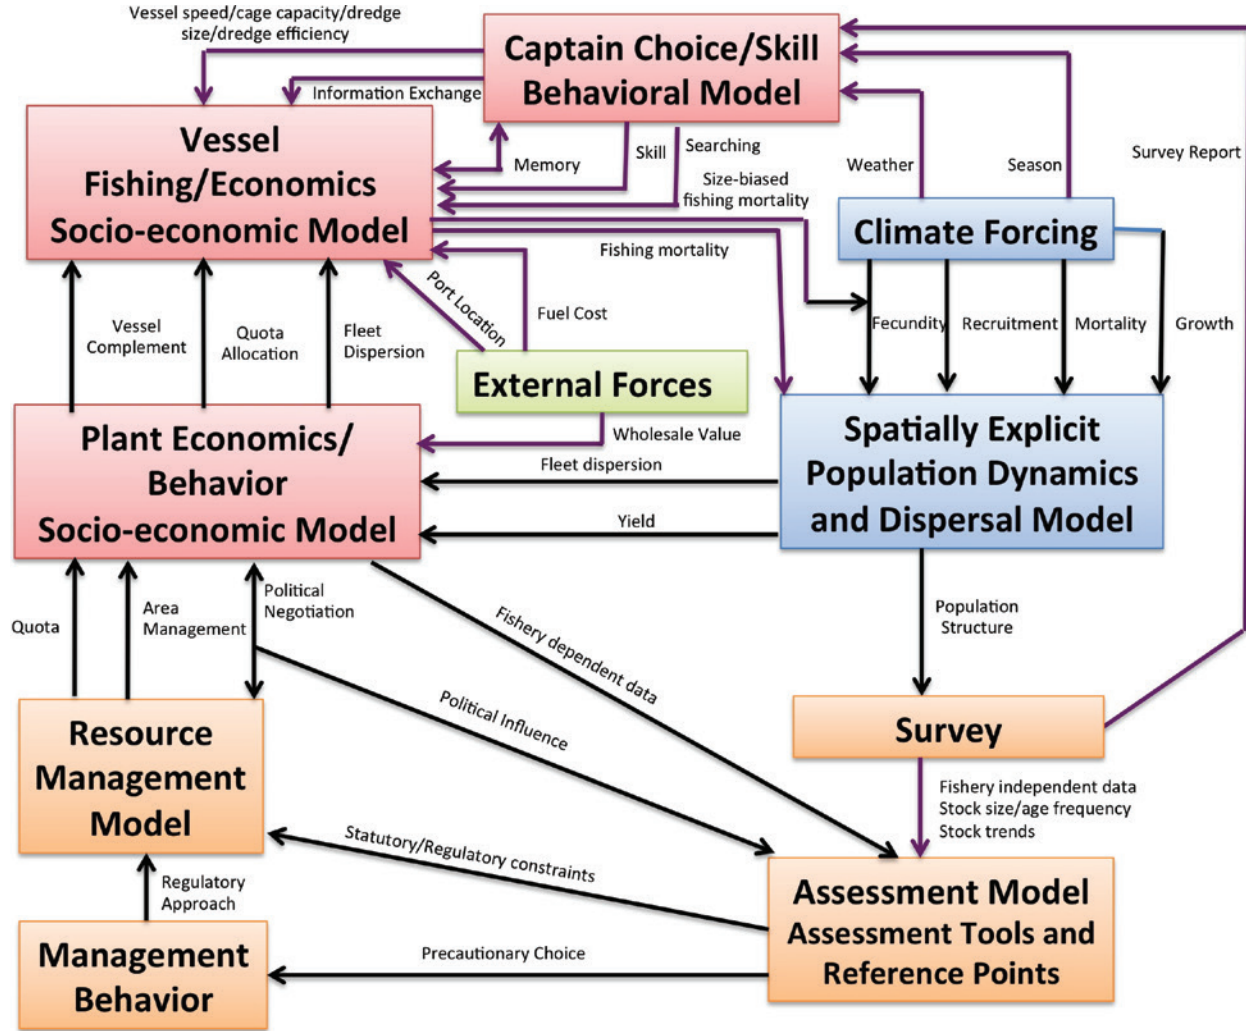 Vessel speed/cage capacity/dredge
size/dredge efficiency
Captain Choice/Skill
Behavioral Model
Information Exchange
Vessel
Fishing/Economics
Socio-economic Model
Memory
Skill
Searching
Size-biased
fishing mortality
Weather
Season
Survey Report
Climate Forcing
Fishing mortality
Port Location
Fuel Cost
Fecundity
Recruitment
Mortality
Growth
Vessel
Complement
Quota
Allocation
Fleet
Dispersion
External Forces
Wholesale Value
Plant Economics/
Behavior
Socio-economic Model
Fleet dispersion
Yield
Spatially Explicit
Population Dynamics
and Dispersal Model
Quota
Area
Management
Political
Negotiation
Fishery dependent data
Population
Structure
Political Influence
Resource
Management
Model
Survey
Fishery independent data
Stock size/age frequency
Stock trends
Statutory/Regulatory constraints
Regulatory
Approach
Assessment Model
Assessment Tools and
Reference Points
Precautionary Choice
Management
Behavior